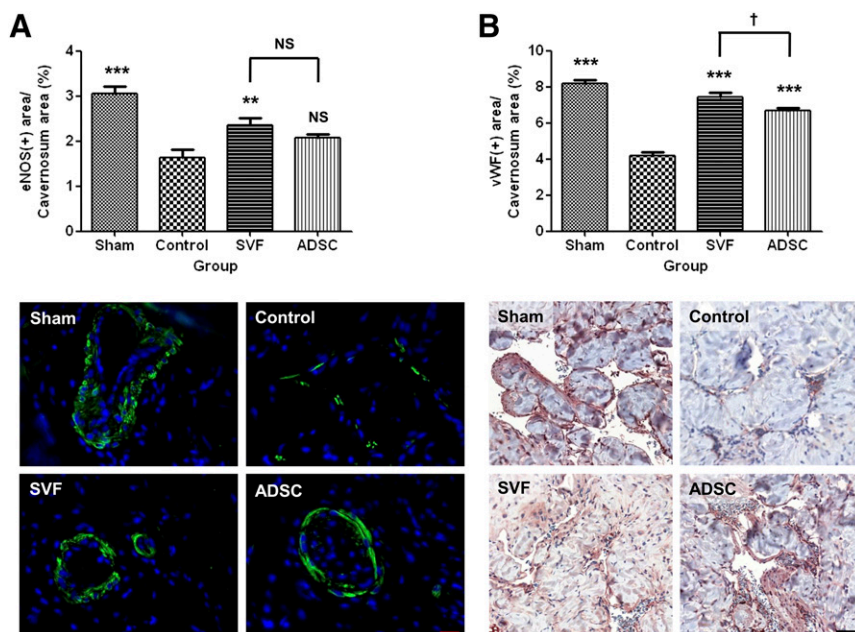 A
eNOS(+) area/
Cavernosum area (%)
4
3
2
1
0
***
**
NS
NS
Sham
Control
SVF
ADSC
Group
B
vWF(+) area/
Cavernosum area (%)
10
8
6
4
2
0
***
***
***
†
Sham
Control
SVF
ADSC
Group
Sham
Control
SVF
ADSC
Sham
Control
SVF
ADSC